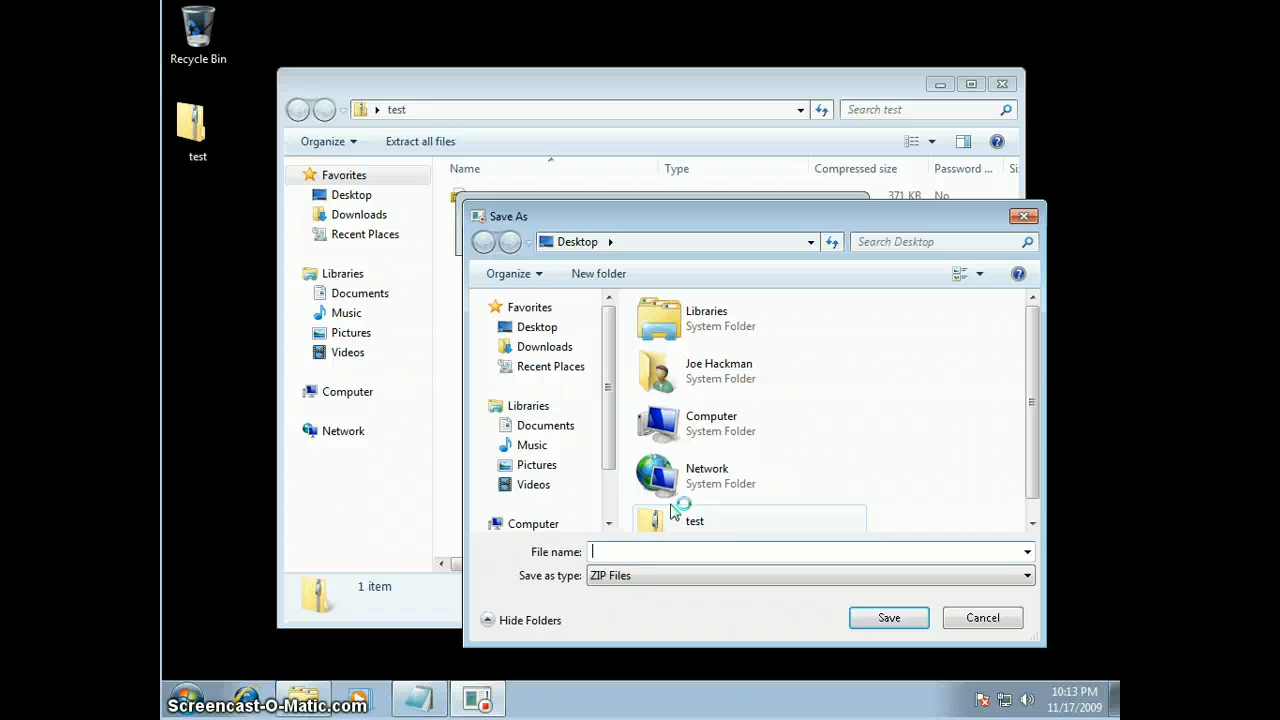 Recycle Bin
test
test
Search test
Organize
Extract all files
Name
Type
Compressed size
Password ...
Favorites
Desktop
Downloads
Recent Places
Libraries
Documents
Music
Pictures
Videos
Computer
Network
371 KB
No
1 item
Save As
Desktop
Search Desktop
Organize
New folder
Favorites
Desktop
Downloads
Recent Places
Libraries
Documents
Music
Pictures
Videos
Computer
Libraries
System Folder
Joe Hackman
System Folder
Computer
System Folder
Network
System Folder
test
File name:
Save as type:
ZIP Files
Hide Folders
Save
Cancel
Screencast-O-Matic.com
10:13 PM
11/17/2009